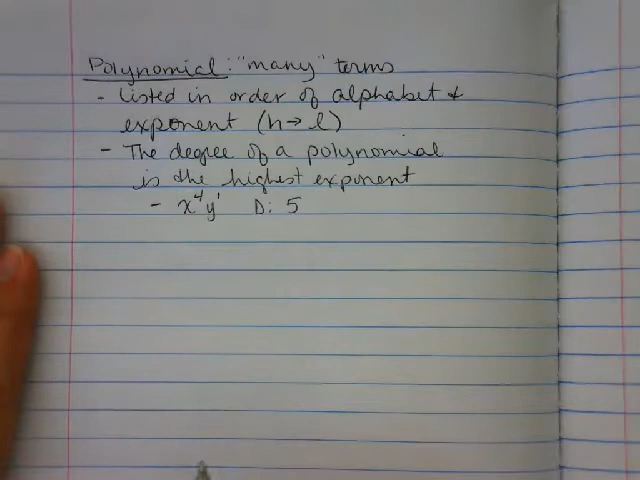 Polynomial: "many" terms
- Listed in order of alphabet &
exponent (h→l)
- The degree of a polynomial
is the highest exponent
- x⁴y¹ D: 5